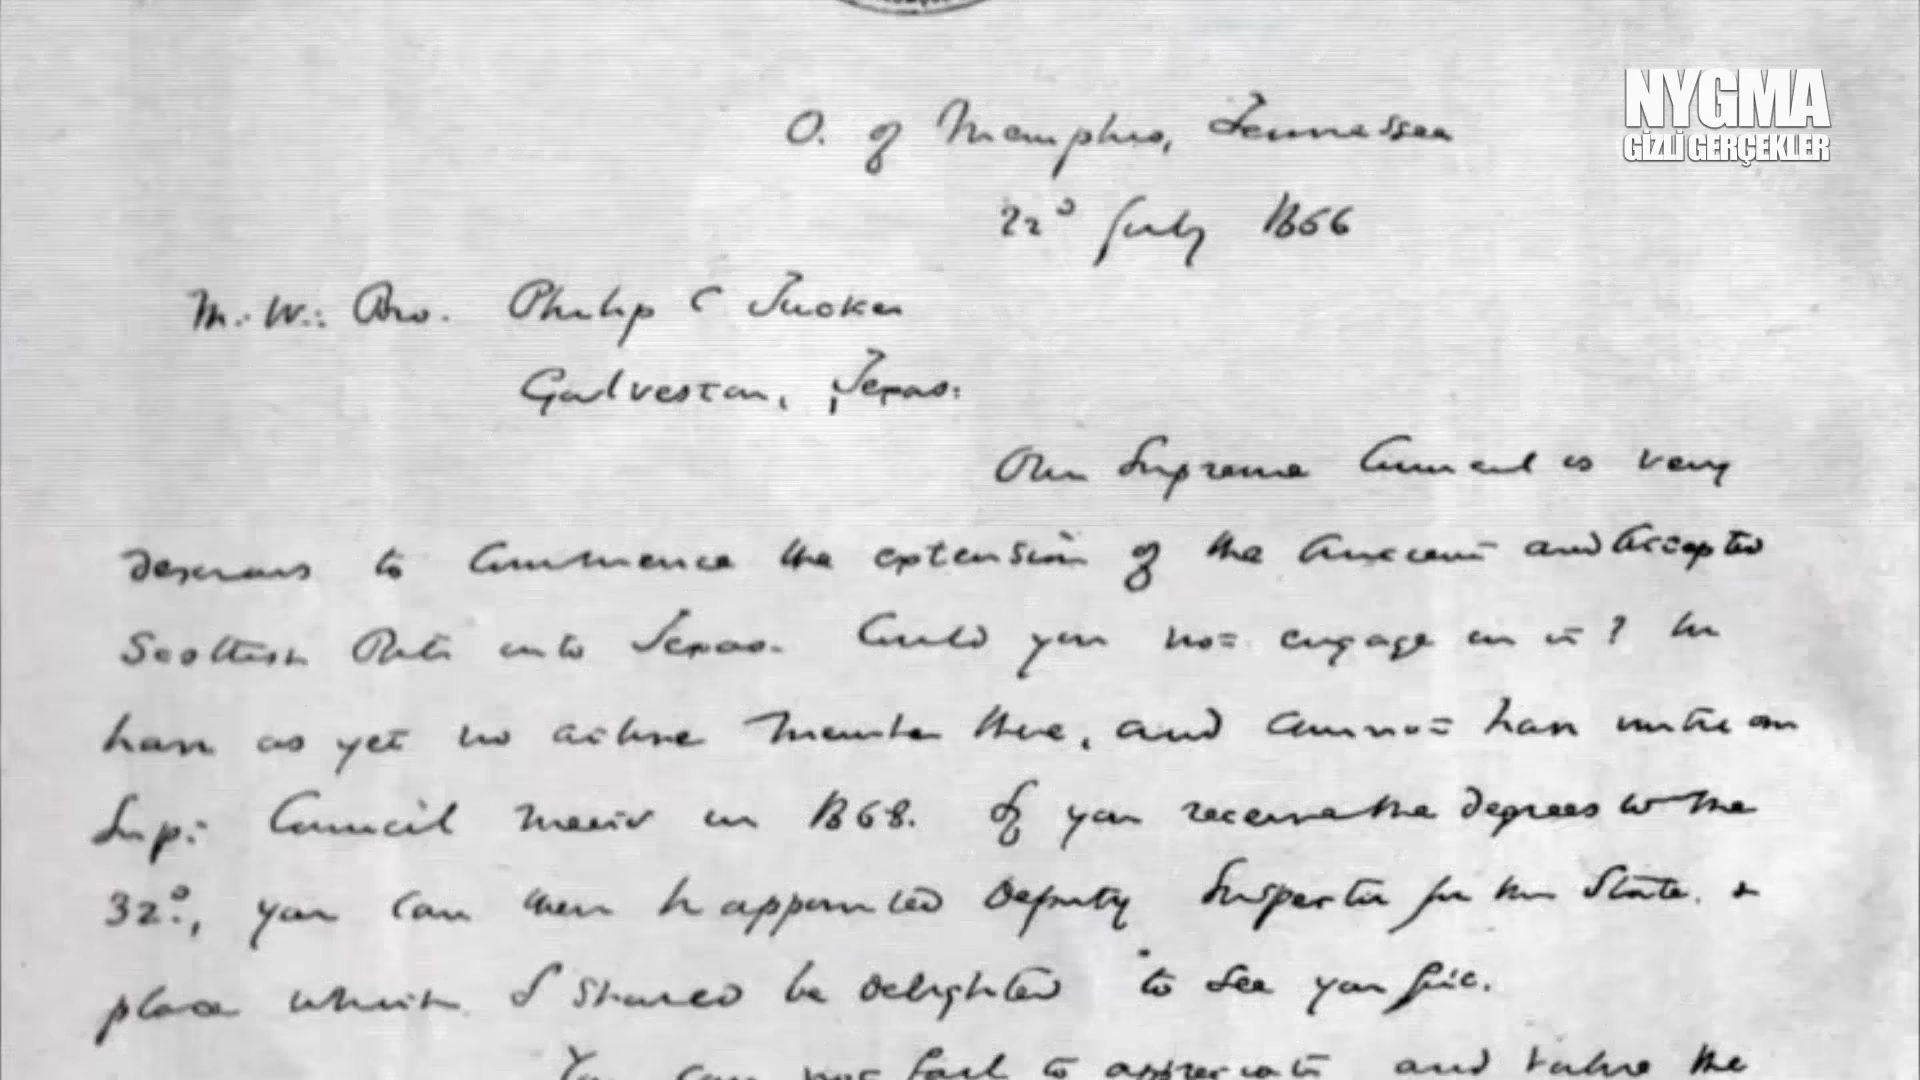 NYGMA
GİZLİ GERÇEKLER
O. of Memphis, Tennessee
22° July 1866
M∴ W∴ Bro. Philip C Tucker
Galveston, Texas.
Our Supreme Council is very
desirous to commence the extension of the Ancient and Accepted
Scottish Rite into Texas. Could you not engage in it? We
have as yet no active member there, and cannot have until our
Sup∴ Council meets in 1868. If you receive the degrees to the
32°, you can then be appointed Deputy Inspector for the State, a
place which I should be delighted to see you fill.
You can not fail to appreciate and value the